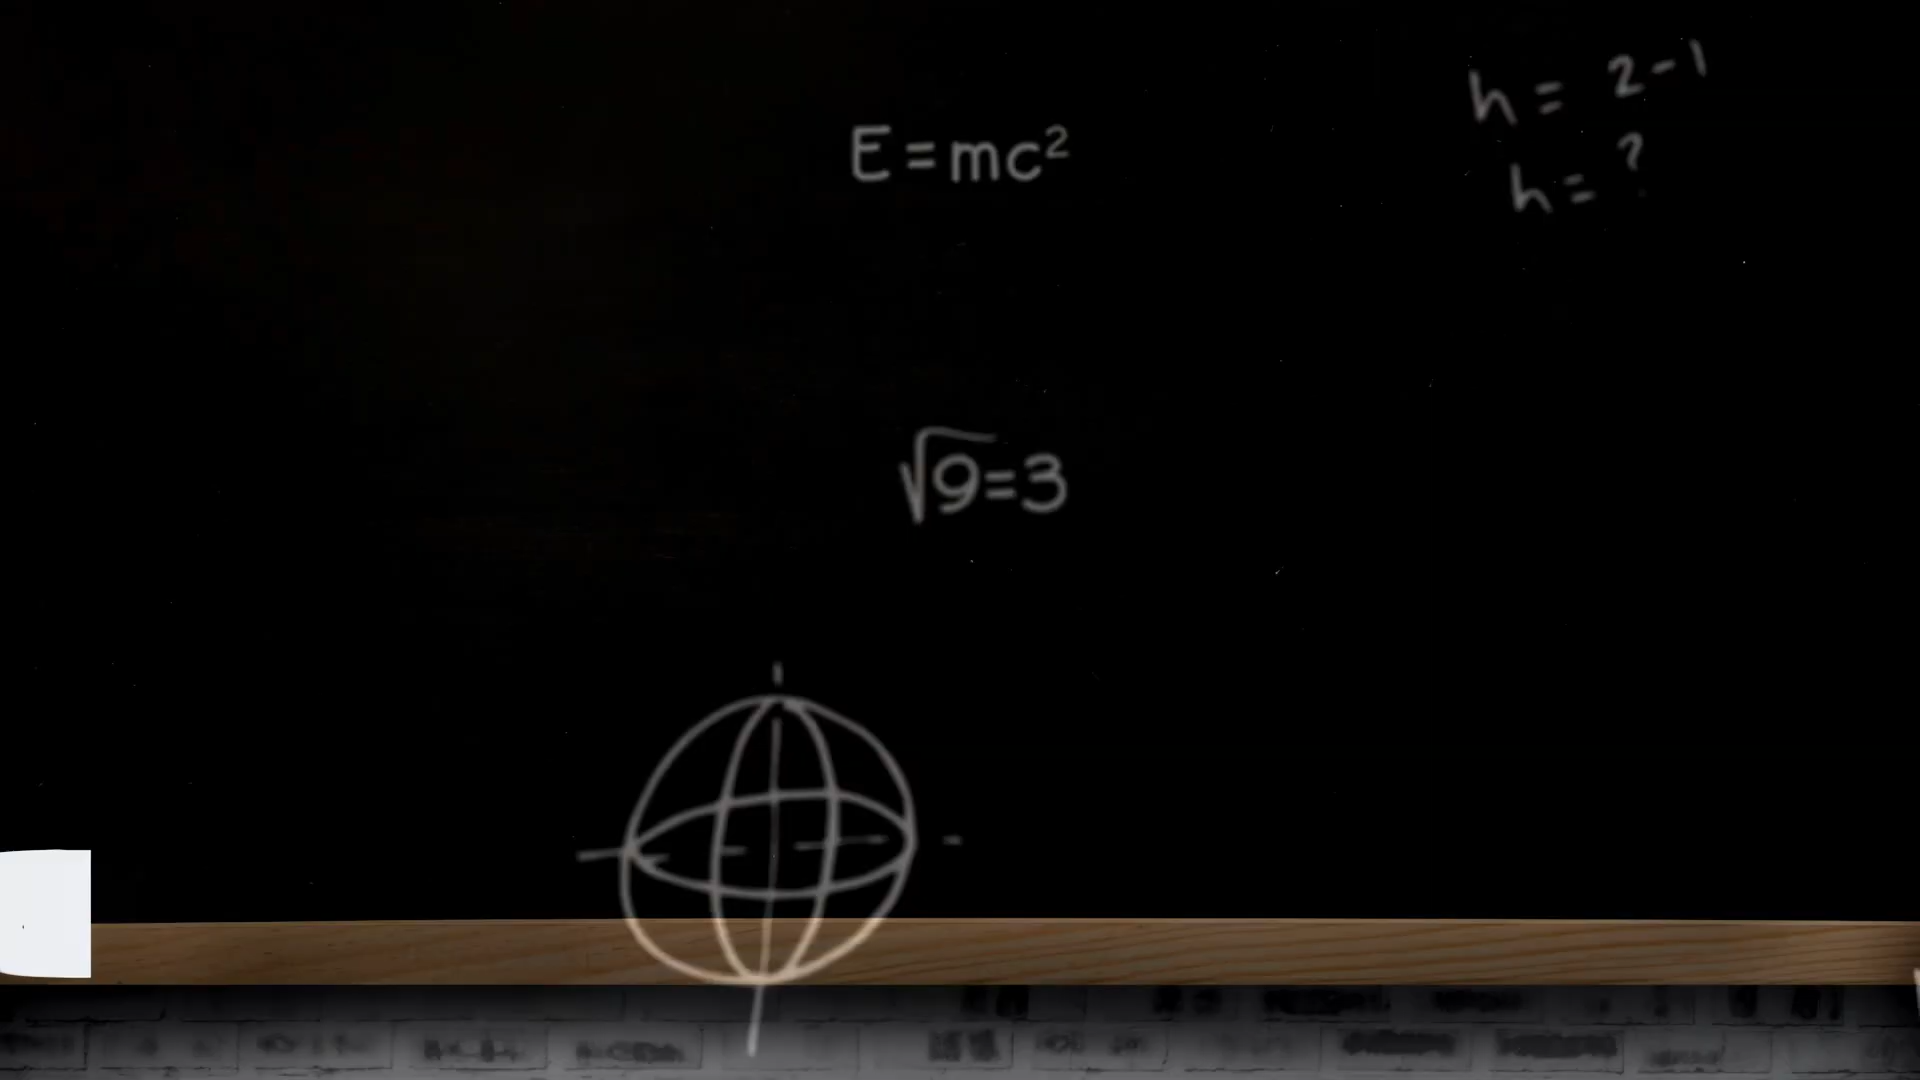 h = 2-1
E = mc²
h = ?
√9=3